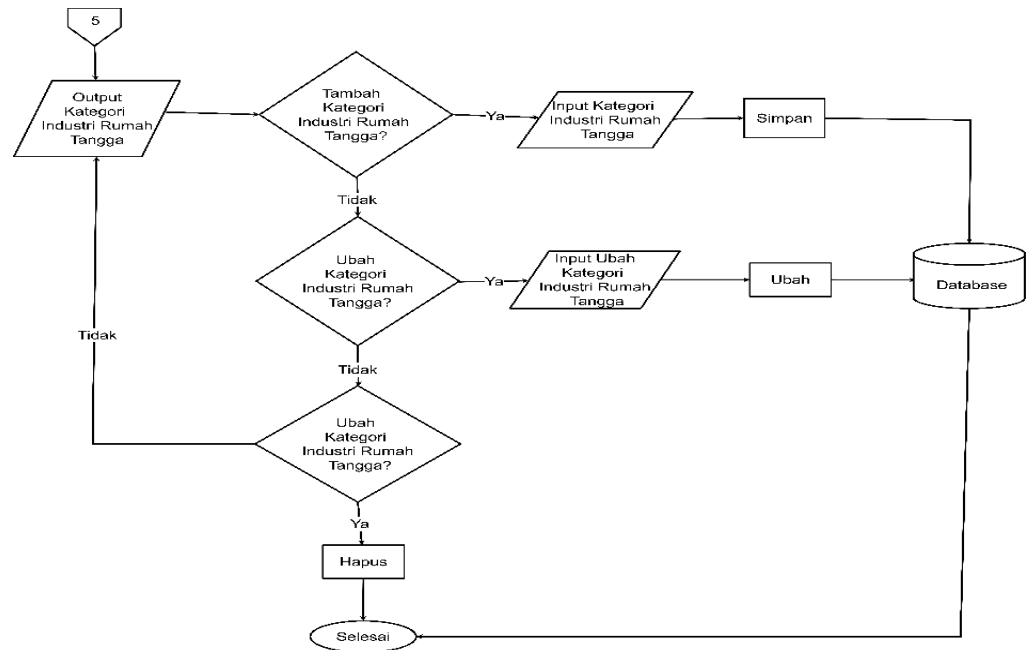 5
Output
Kategori
Industri Rumah
Tangga
Tambah
Kategori
Industri Rumah
Tangga?
Ya
Input Kategori
Industri Rumah
Tangga
Simpan
Tidak
Ubah
Kategori
Industri Rumah
Tangga?
Ya
Input Ubah
Kategori
Industri Rumah
Tangga
Ubah
Database
Tidak
Tidak
Ubah
Kategori
Industri Rumah
Tangga?
Ya
Hapus
Selesai